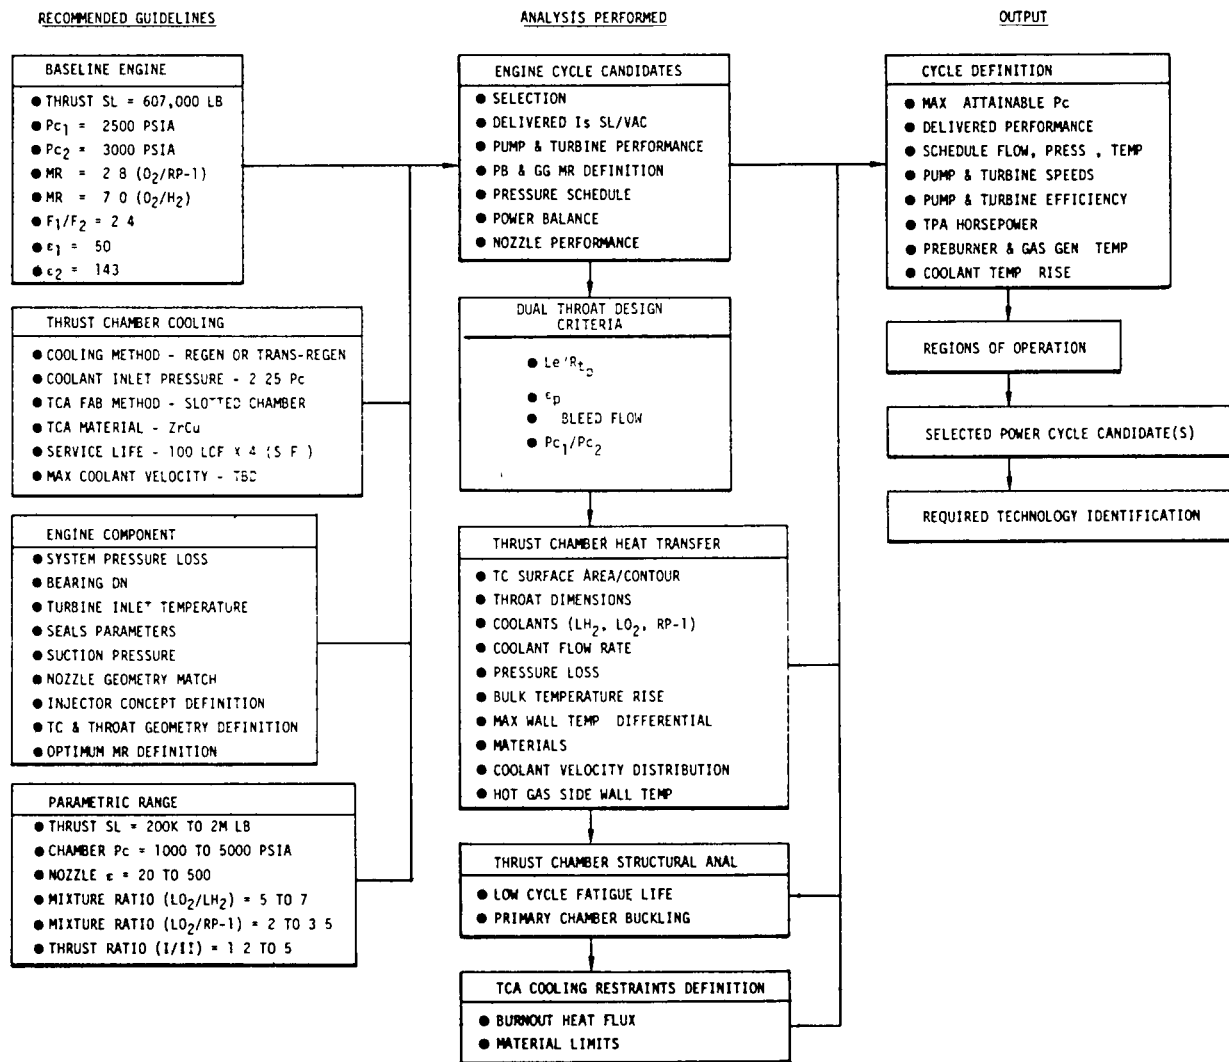 RECOMMENDED GUIDELINES
BASELINE ENGINE
● THRUST SL = 607,000 LB
● Pc1 = 2500 PSIA
● Pc2 = 3000 PSIA
● MR = 2 8 (O2/RP-1)
● MR = 7 0 (O2/H2)
● F1/F2 = 2 4
● ε1 = 50
● ε2 = 143
THRUST CHAMBER COOLING
● COOLING METHOD - REGEN OR TRANS-REGEN
● COOLANT INLET PRESSURE - 2 25 Pc
● TCA FAB METHOD - SLOTTED CHAMBER
● TCA MATERIAL - ZrCu
● SERVICE LIFE - 100 LCF X 4 (S F )
● MAX COOLANT VELOCITY - TBD
ENGINE COMPONENT
● SYSTEM PRESSURE LOSS
● BEARING DN
● TURBINE INLET TEMPERATURE
● SEALS PARAMETERS
● SUCTION PRESSURE
● NOZZLE GEOMETRY MATCH
● INJECTOR CONCEPT DEFINITION
● TC & THROAT GEOMETRY DEFINITION
● OPTIMUM MR DEFINITION
PARAMETRIC RANGE
● THRUST SL = 200K TO 2M LB
● CHAMBER Pc = 1000 TO 5000 PSIA
● NOZZLE ε = 20 TO 500
● MIXTURE RATIO (LO2/LH2) = 5 TO 7
● MIXTURE RATIO (LO2/RP-1) = 2 TO 3 5
● THRUST RATIO (I/II) = 1 2 TO 5
ANALYSIS PERFORMED
ENGINE CYCLE CANDIDATES
● SELECTION
● DELIVERED Is SL/VAC
● PUMP & TURBINE PERFORMANCE
● PB & GG MR DEFINITION
● PRESSURE SCHEDULE
● POWER BALANCE
● NOZZLE PERFORMANCE
DUAL THROAT DESIGN
CRITERIA
● εp
● BLEED FLOW
● Pc1/Pc2
THRUST CHAMBER HEAT TRANSFER
● TC SURFACE AREA/CONTOUR
● THROAT DIMENSIONS
● COOLANTS (LH2, LO2, RP-1)
● COOLANT FLOW RATE
● PRESSURE LOSS
● BULK TEMPERATURE RISE
● MAX WALL TEMP DIFFERENTIAL
● MATERIALS
● COOLANT VELOCITY DISTRIBUTION
● HOT GAS SIDE WALL TEMP
THRUST CHAMBER STRUCTURAL ANAL
● LOW CYCLE FATIGUE LIFE
● PRIMARY CHAMBER BUCKLING
TCA COOLING RESTRAINTS DEFINITION
● BURNOUT HEAT FLUX
● MATERIAL LIMITS
OUTPUT
CYCLE DEFINITION
● MAX ATTAINABLE Pc
● DELIVERED PERFORMANCE
● SCHEDULE FLOW, PRESS , TEMP
● PUMP & TURBINE SPEEDS
● PUMP & TURBINE EFFICIENCY
● TPA HORSEPOWER
● PREBURNER & GAS GEN TEMP
● COOLANT TEMP RISE
REGIONS OF OPERATION
SELECTED POWER CYCLE CANDIDATE(S)
REQUIRED TECHNOLOGY IDENTIFICATION